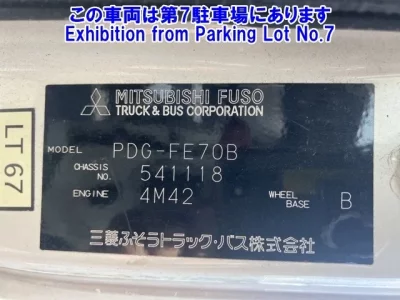 この車両は第7駐車場にあります
Exhibition from Parking Lot No.7
MITSUBISHI FUSO
TRUCK & BUS CORPORATION
LT67
MODEL PDG-FE70B
CHASSIS NO. 541118
ENGINE 4M42 WHEEL BASE B
三菱ふそうトラック・バス株式会社